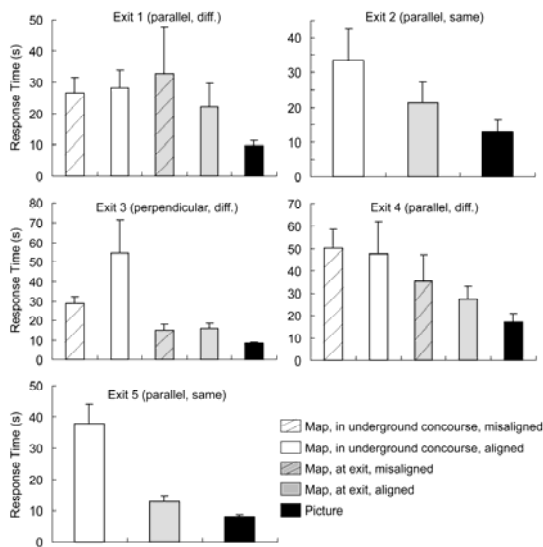 Exit 1 (parallel, diff.)
Response Time (s)
50
40
30
20
10
0
Exit 2 (parallel, same)
40
30
20
10
0
Exit 3 (perpendicular, diff.)
Response Time (s)
80
70
60
50
40
30
20
10
0
Exit 4 (parallel, diff.)
70
60
50
40
30
20
10
0
Exit 5 (parallel, same)
Response Time (s)
50
40
30
20
10
0
Map, in underground concourse, misaligned
Map, in underground concourse, aligned
Map, at exit, misaligned
Map, at exit, aligned
Picture